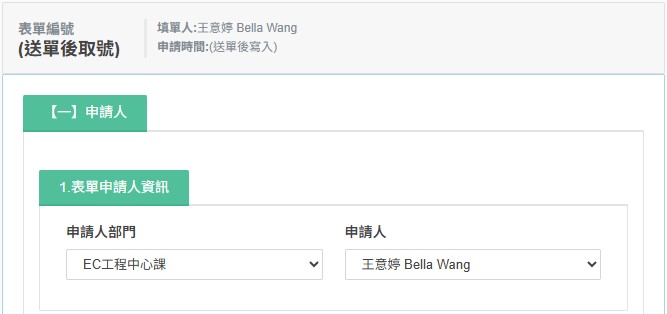 表單編號
(送單後取號)
填單人:王意婷 Bella Wang
申請時間:(送單後寫入)
【一】申請人
1.表單申請人資訊
申請人部門
申請人
EC工程中心課
王意婷 Bella Wang